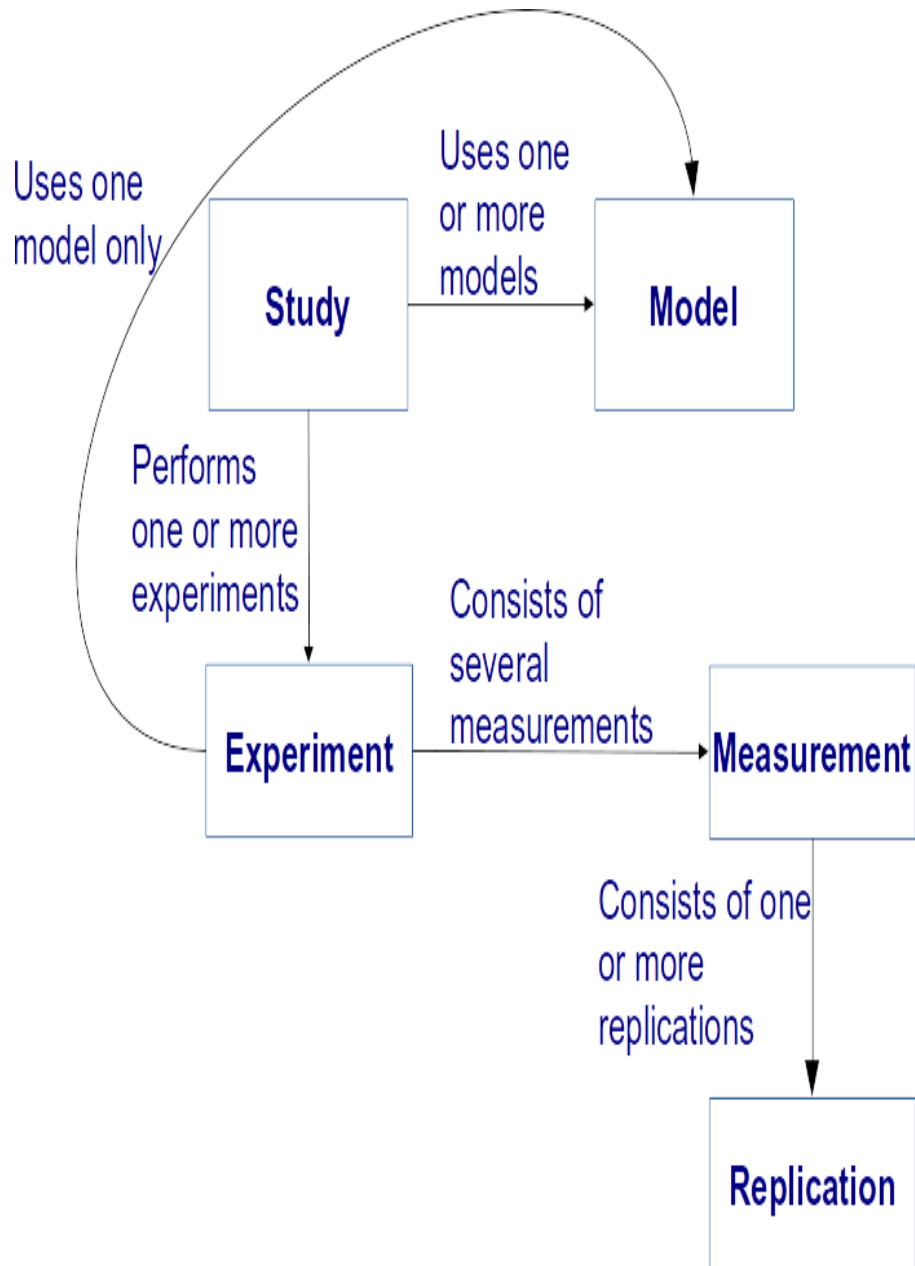 Uses one
model only
Study
Uses one
or more
models
Model
Performs
one or more
experiments
Experiment
Consists of
several
measurements
Measurement
Consists of one
or more
replications
Replication